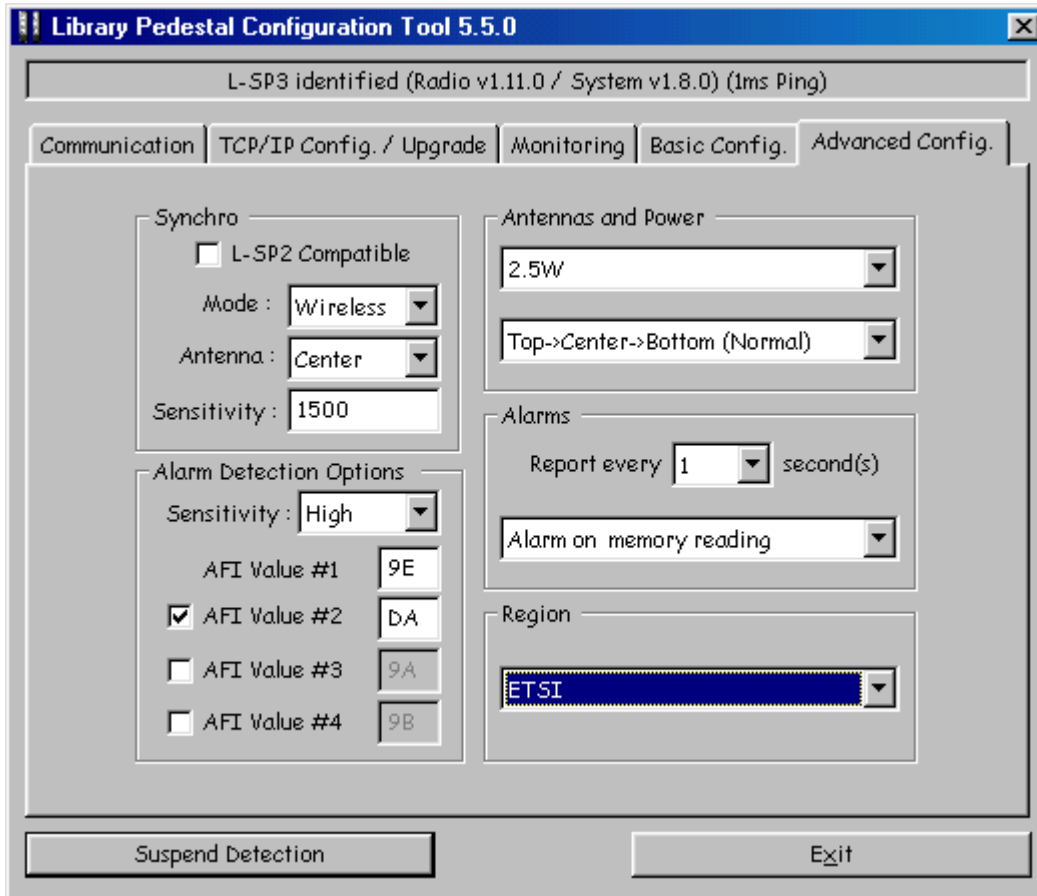 Library Pedestal Configuration Tool 5.5.0
L-SP3 identified (Radio v1.11.0 / System v1.8.0) (1ms Ping)
Communication
TCP/IP Config. / Upgrade
Monitoring
Basic Config.
Advanced Config.
Synchro
L-SP2 Compatible
Mode : Wireless
Antenna : Center
Sensitivity : 1500
Alarm Detection Options
Sensitivity : High
AFI Value #1 9E
AFI Value #2 DA
AFI Value #3 9A
AFI Value #4 9B
Antennas and Power
2.5W
Top->Center->Bottom (Normal)
Alarms
Report every 1 second(s)
Alarm on memory reading
Region
ETSI
Suspend Detection
Exit